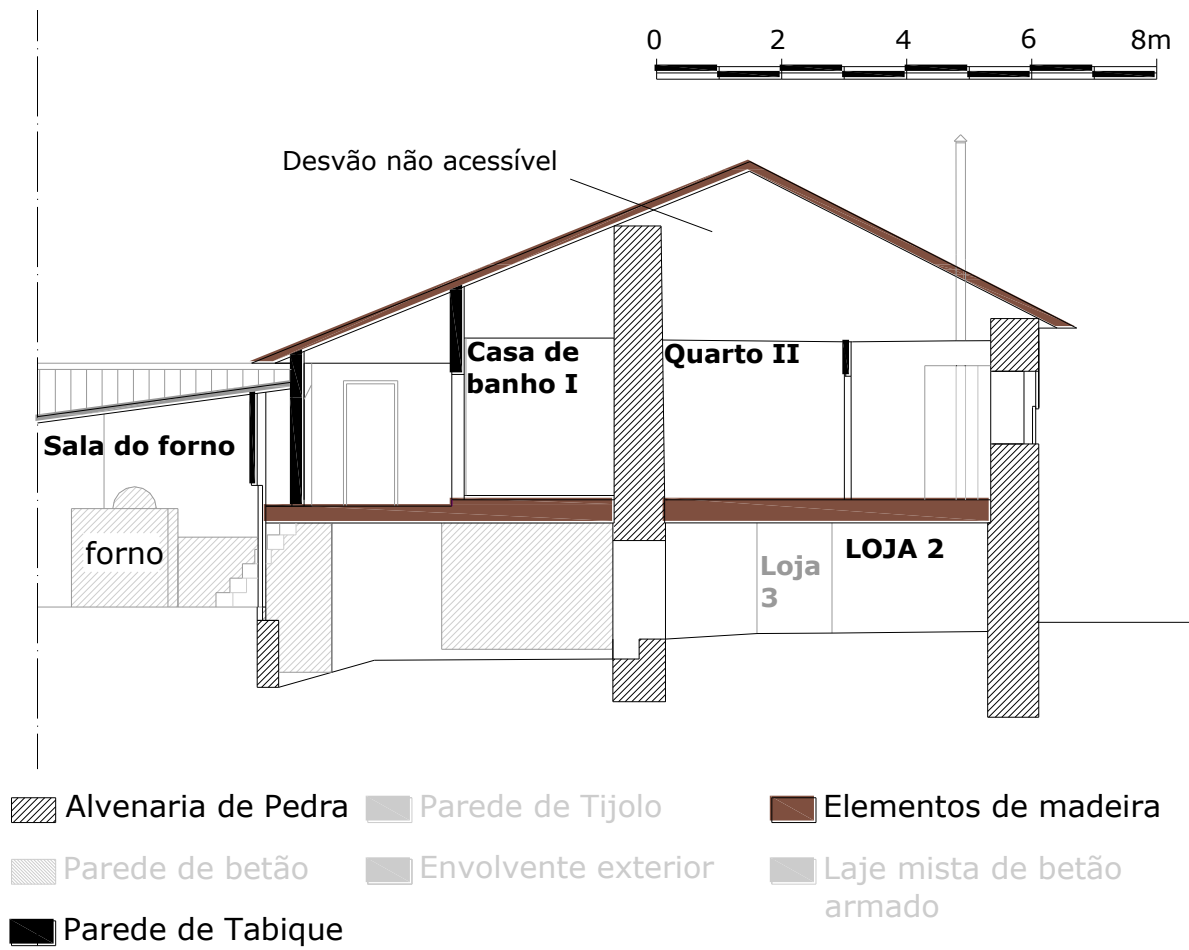 0 2 4 6 8m
Desvão não acessível
Casa de
banho I
Quarto II
Sala do forno
forno
Loja
3
LOJA 2
Alvenaria de Pedra
Parede de Tijolo
Elementos de madeira
Parede de betão
Envolvente exterior
Laje mista de betão
armado
Parede de Tabique